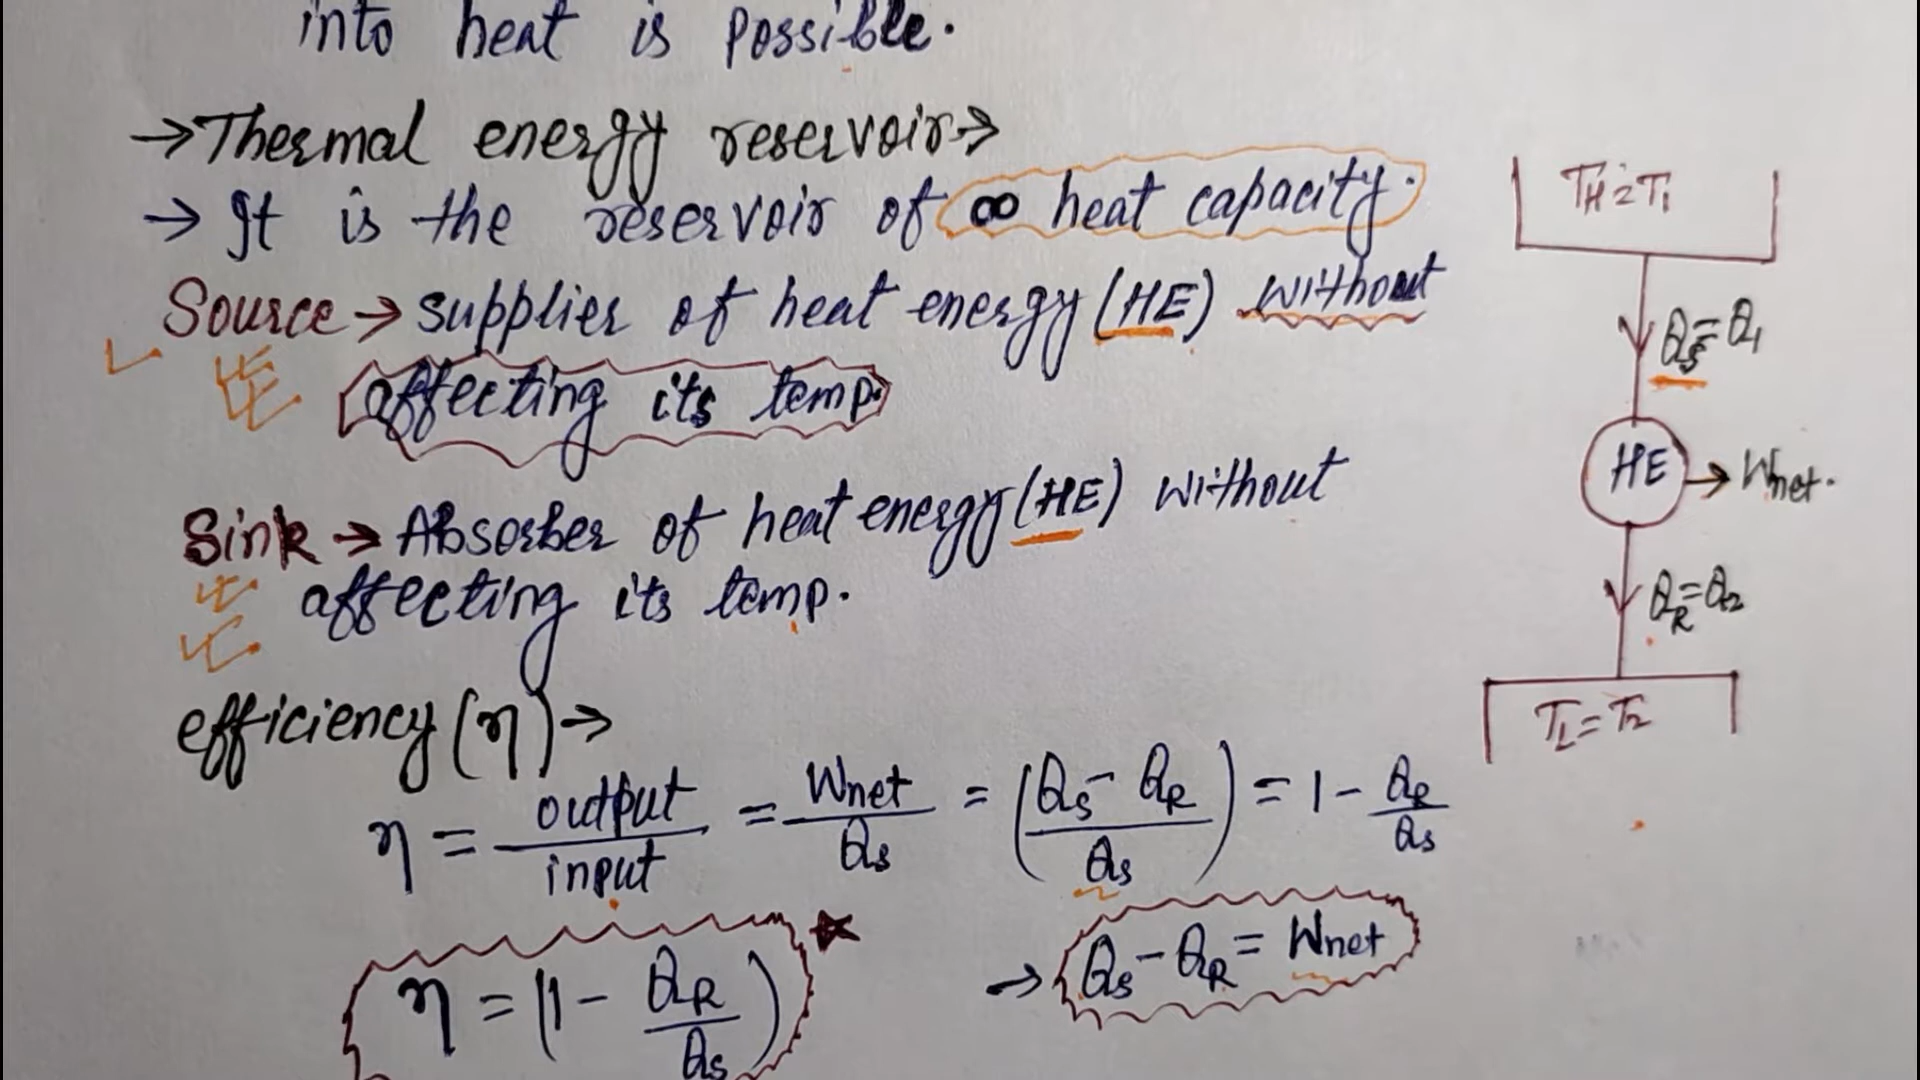 into heat is possible.
→ Thermal energy reservoir →
→ It is the reservoir of ∞ heat capacity.
Source → supplier of heat energy (HE) without
affecting its temp.
Sink → Absorber of heat energy (HE) without
affecting its temp.
efficiency (η) →
η = output/input = Wnet/Qs = (Qs - QR / Qs) = 1 - QR/Qs
η = (1 - QR/Qs)
→ Qs - QR = Wnet
TH = T1
Qs = Q1
HE → Wnet.
QR = Q2
TL = T2